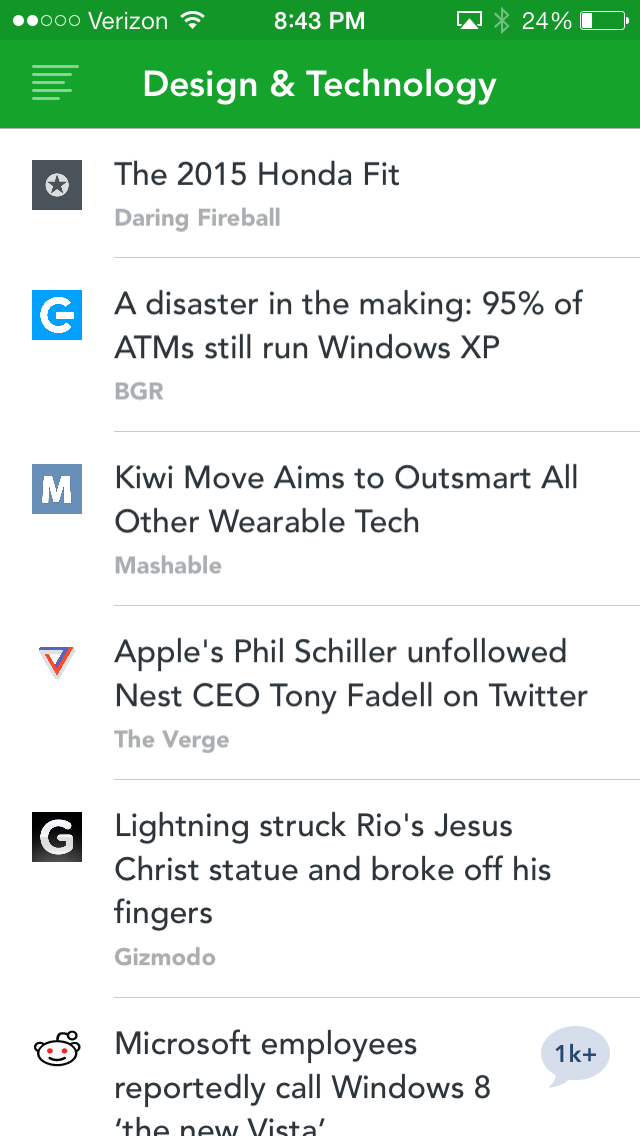 Verizon 8:43 PM 24%
Design & Technology
The 2015 Honda Fit
Daring Fireball
A disaster in the making: 95% of
ATMs still run Windows XP
BGR
M
Kiwi Move Aims to Outsmart All
Other Wearable Tech
Mashable
Apple's Phil Schiller unfollowed
Nest CEO Tony Fadell on Twitter
The Verge
G
Lightning struck Rio's Jesus
Christ statue and broke off his
fingers
Gizmodo
Microsoft employees
1k+
reportedly call Windows 8
‘the new Vista’